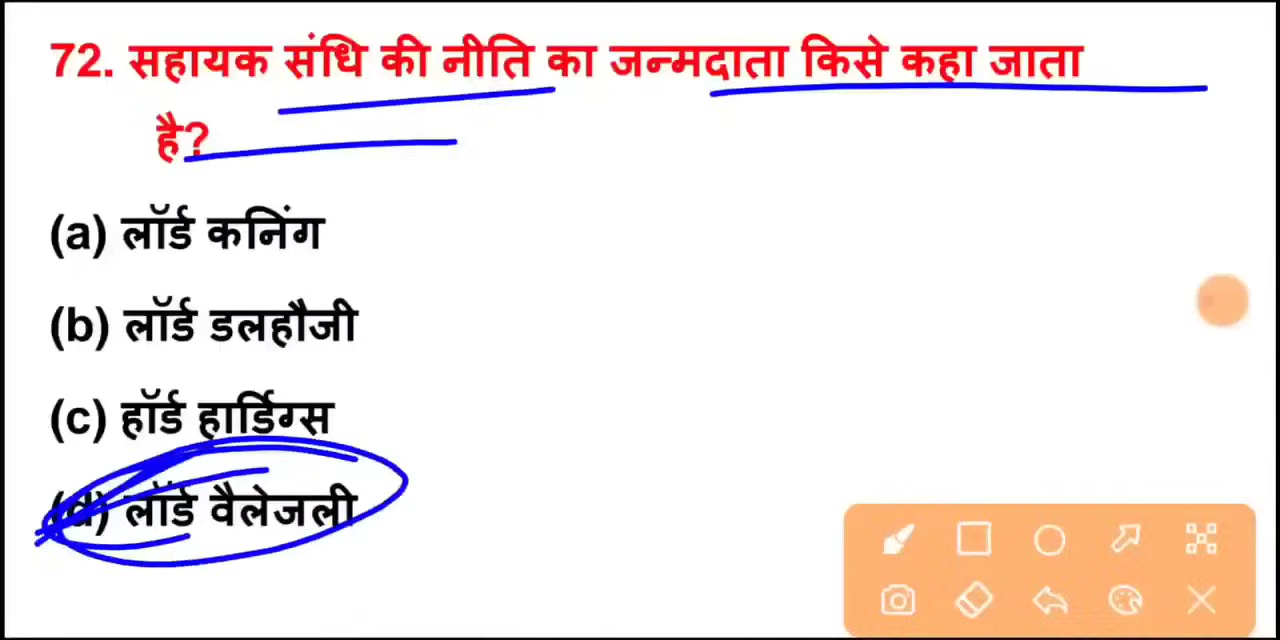 72. सहायक संधि की नीति का जन्मदाता किसे कहा जाता
है?
(a) लॉर्ड कनिंग
(b) लॉर्ड डलहौजी
(c) हॉर्ड हार्डिग्स
(d) लॉर्ड वैलेजली